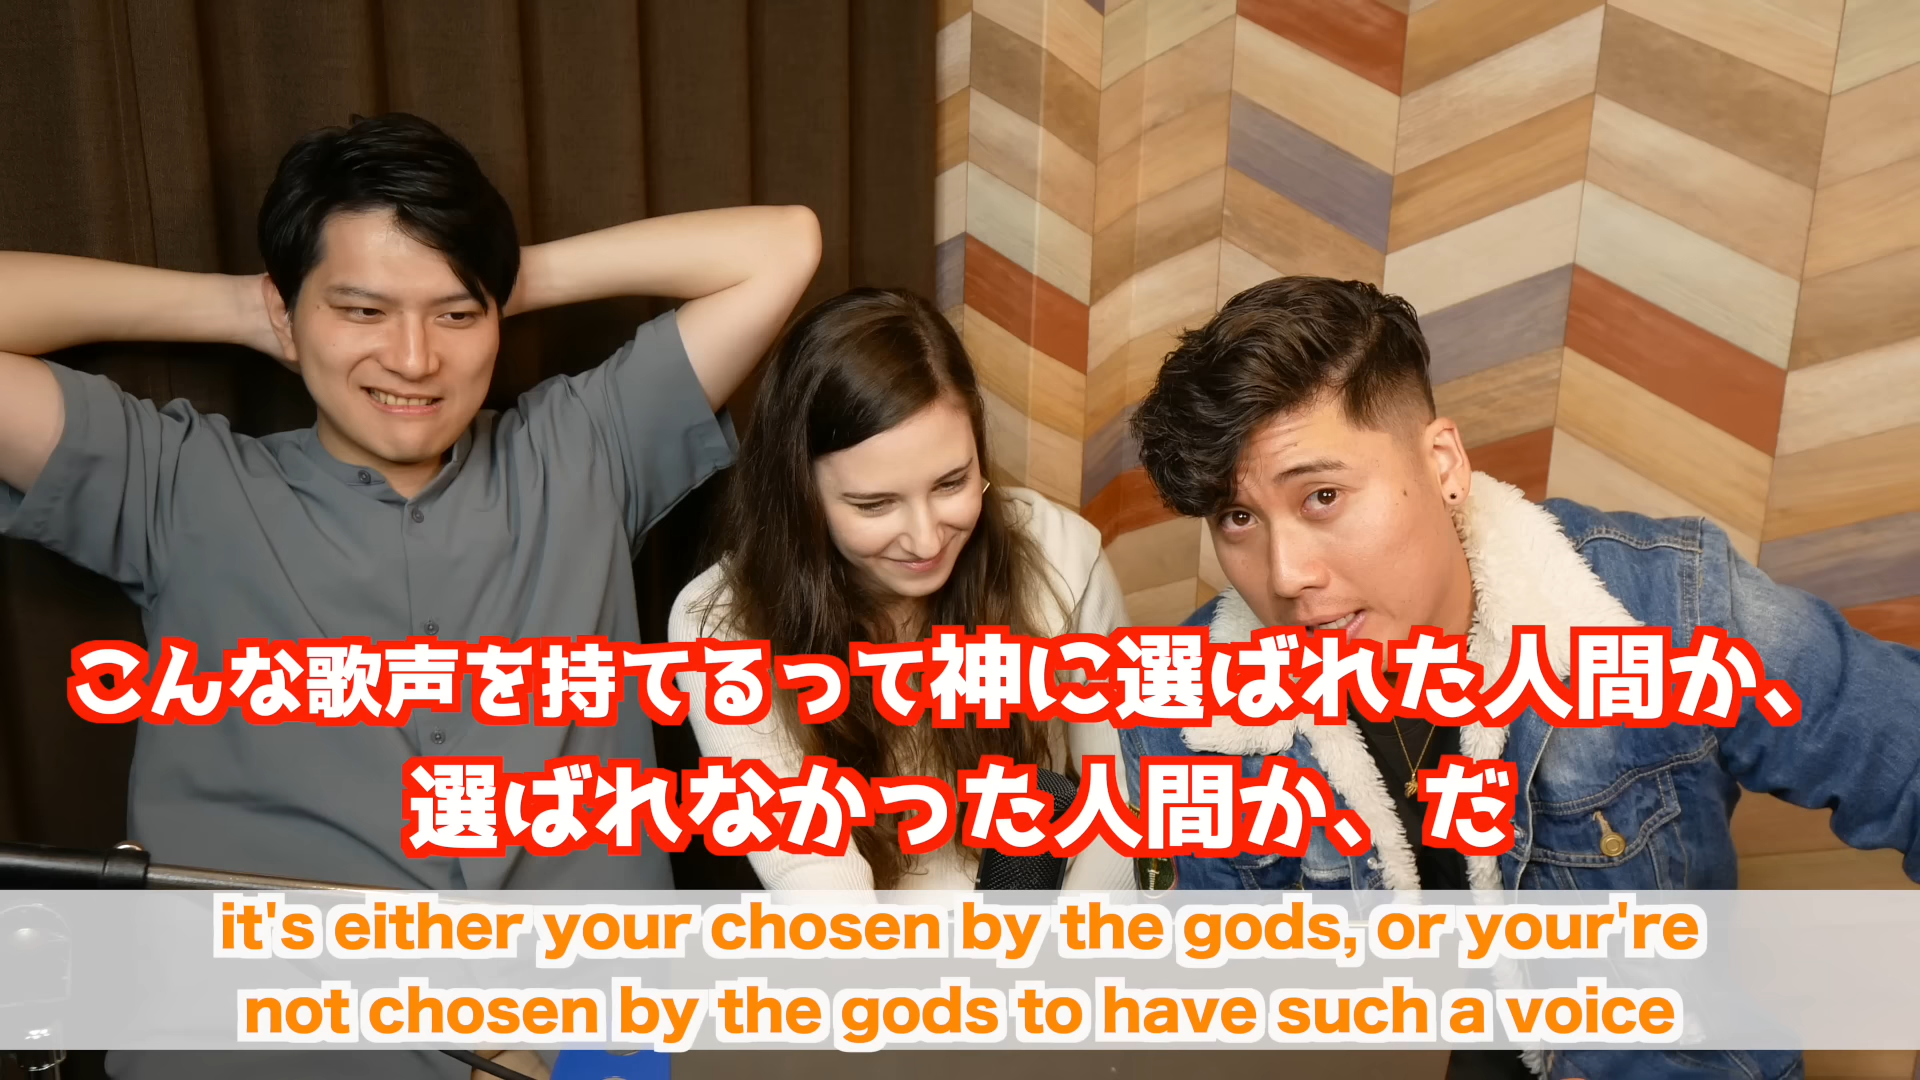 こんな歌声を持てるって神に選ばれた人間か、
選ばれなかった人間か、だ
it's either your chosen by the gods, or your're
not chosen by the gods to have such a voice